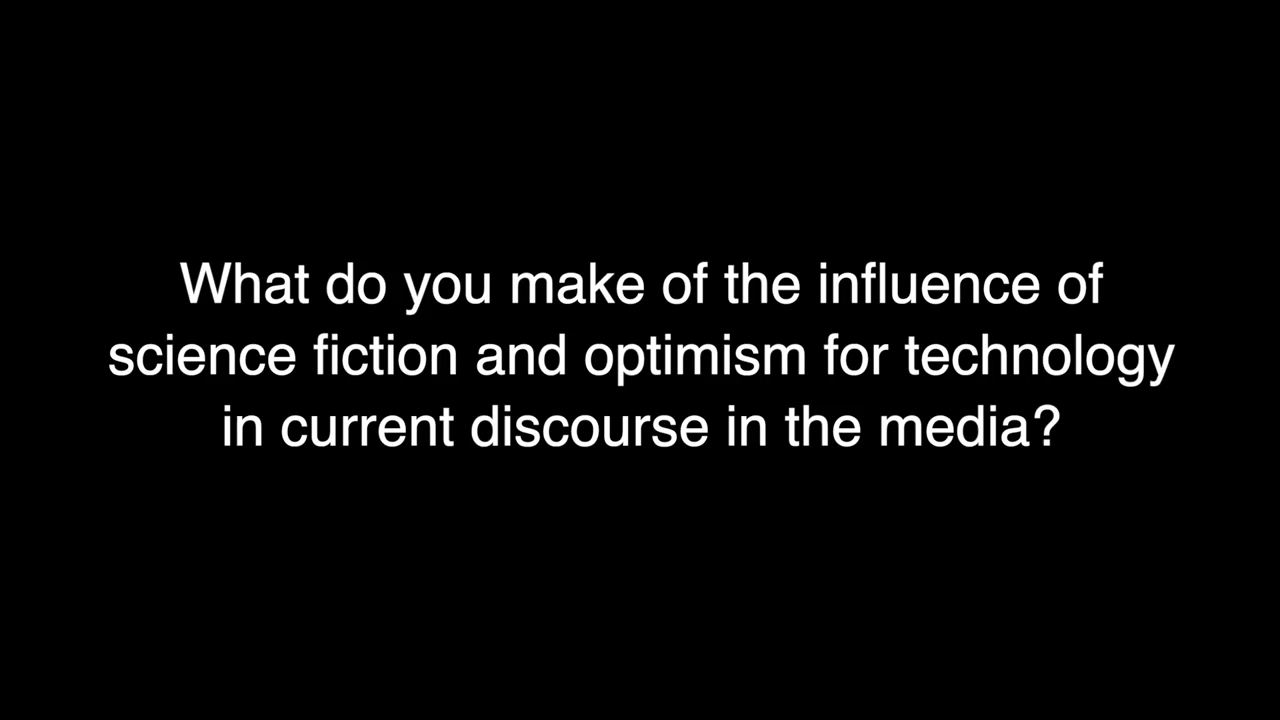 What do you make of the influence of
science fiction and optimism for technology
in current discourse in the media?